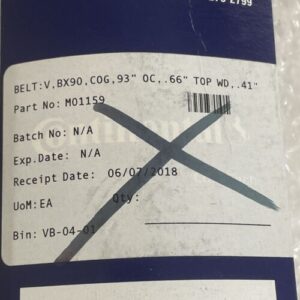 BELT:V,BX90,COG,93" OC,.66" TOP WD,.41"
Part No: M01159
Batch No: N/A
Exp.Date: N/A
Receipt Date: 06/07/2018
UoM:EA
Qty:
Bin: VB-04-01